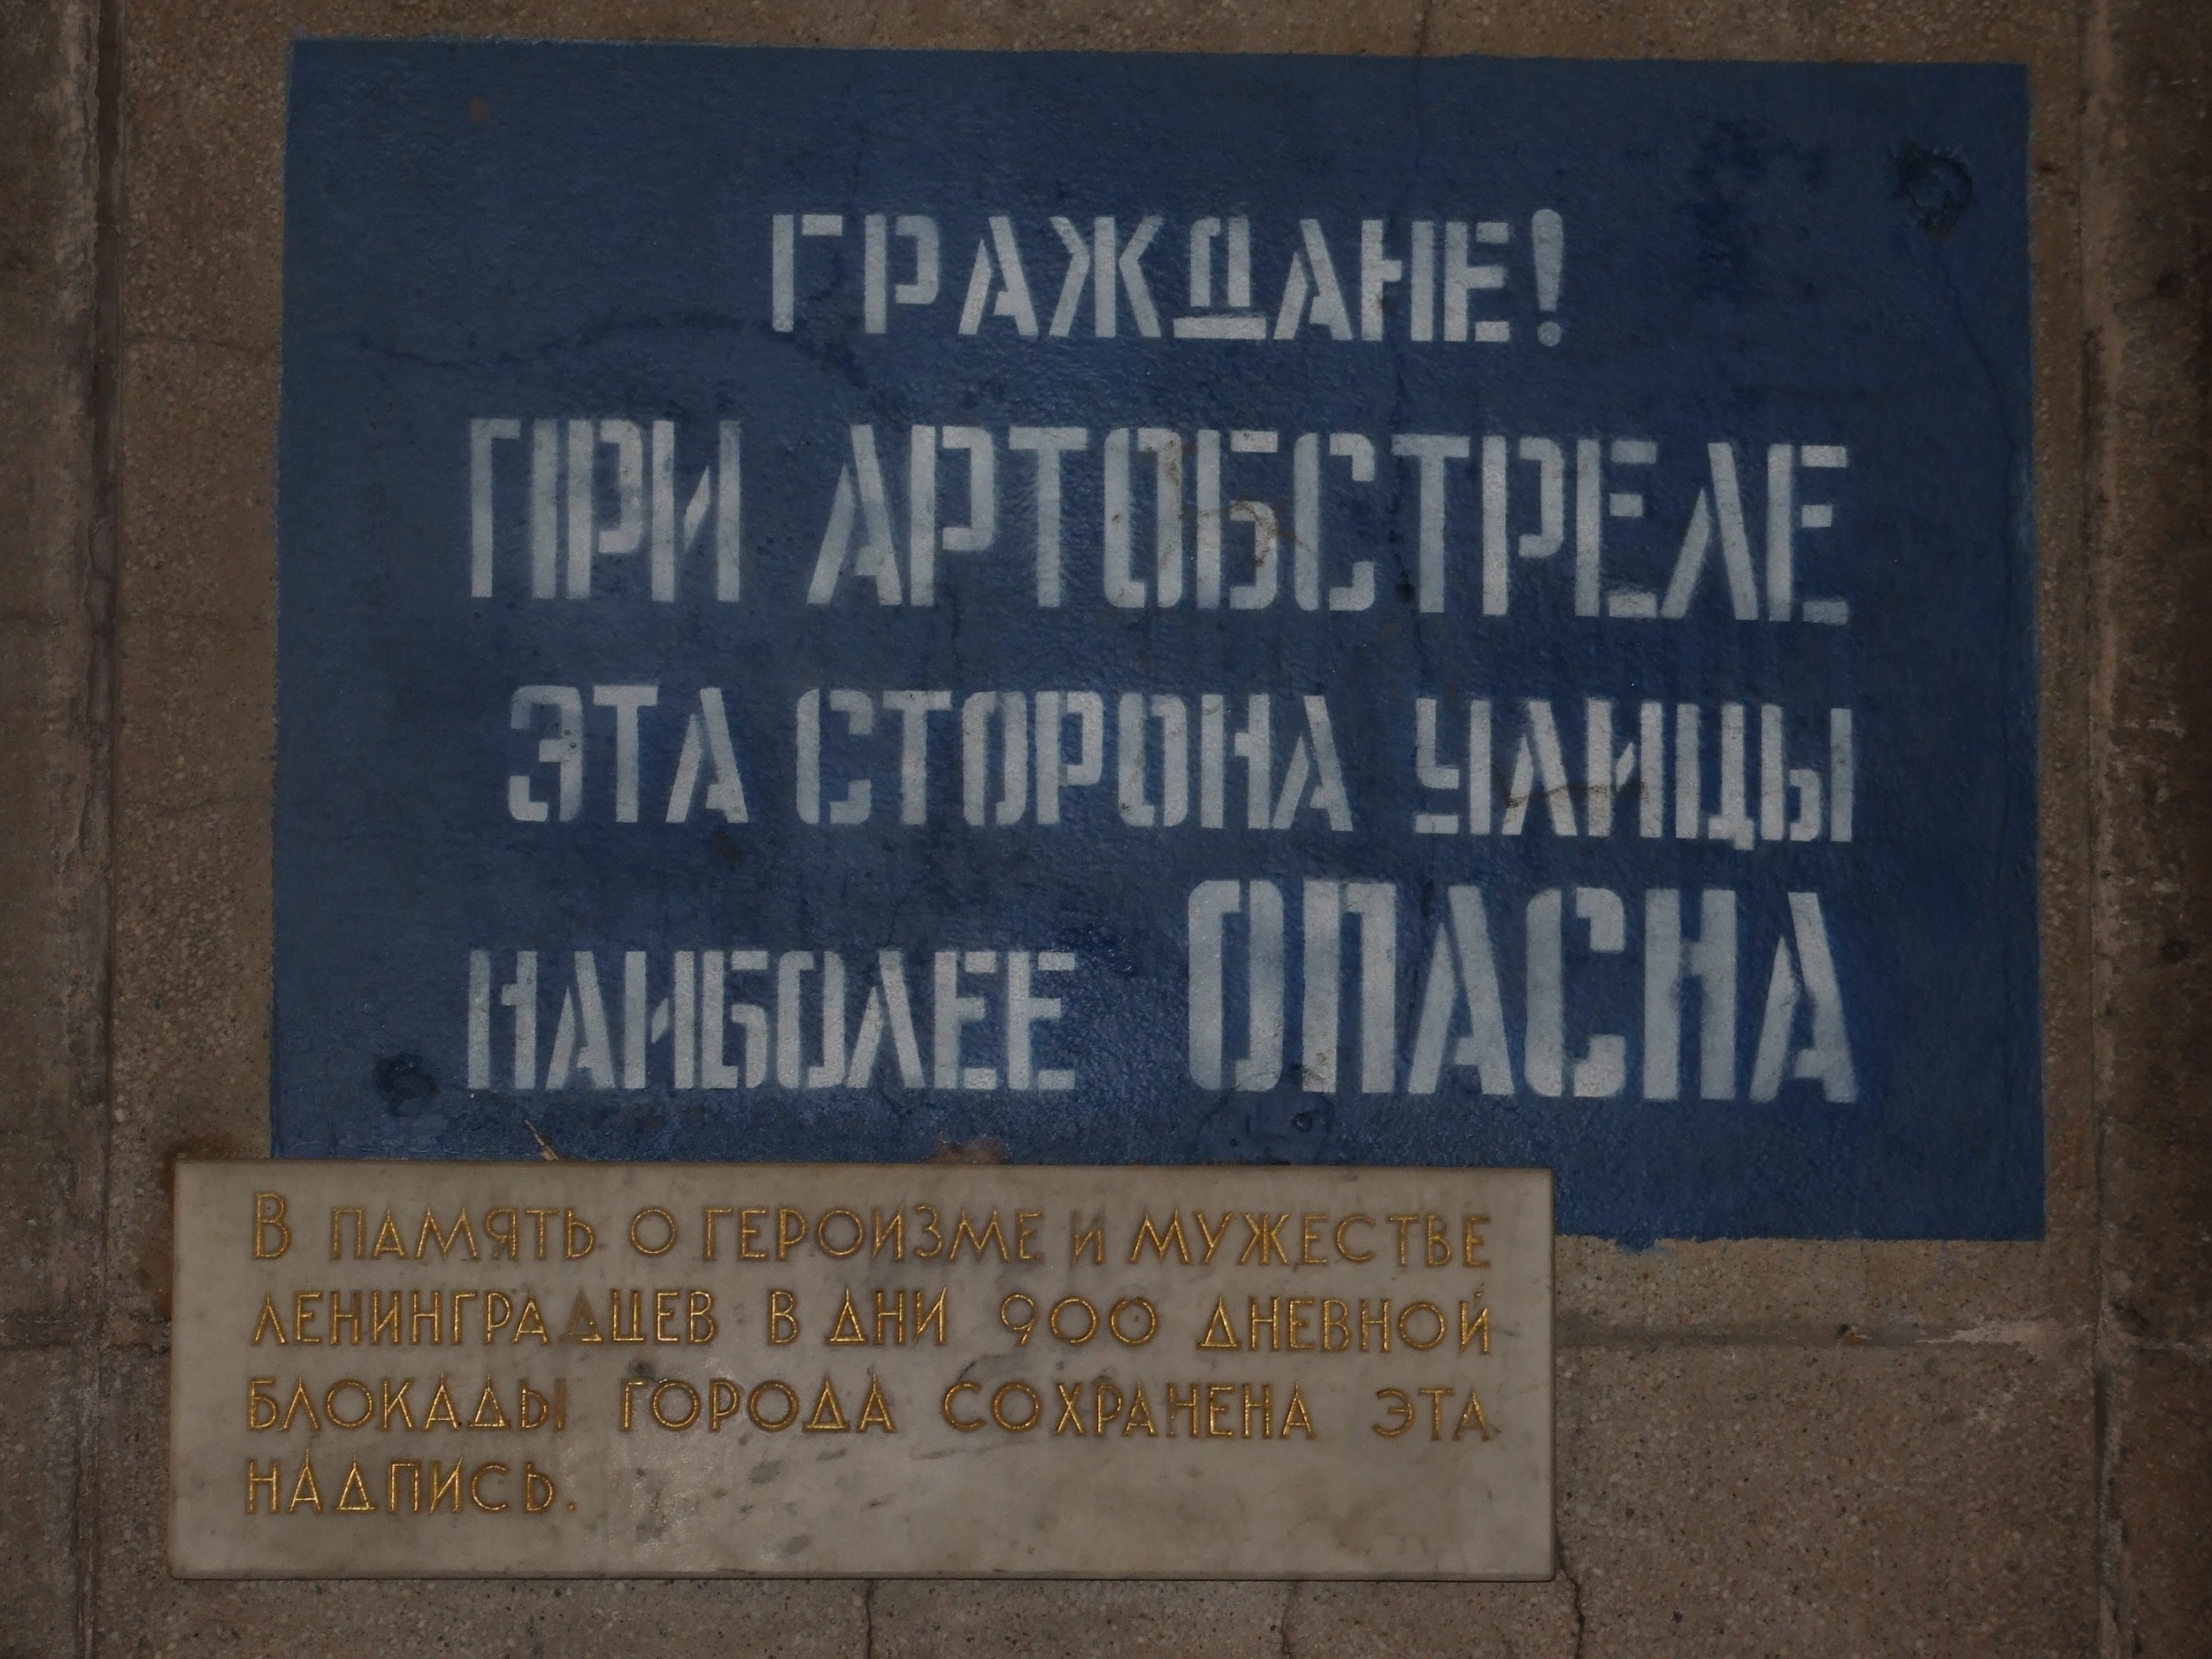 ГРАЖДАНЕ!
ПРИ АРТОБСТРЕЛЕ
ЭТА СТОРОНА УЛИЦЫ
НАИБОЛЕЕ ОПАСНА
В ПАМЯТЬ О ГЕРОИЗМЕ И МУЖЕСТВЕ
ЛЕНИНГРАДЦЕВ В ДНИ 900 ДНЕВНОЙ
БЛОКАДЫ ГОРОДА СОХРАНЕНА ЭТА
НАДПИСЬ.